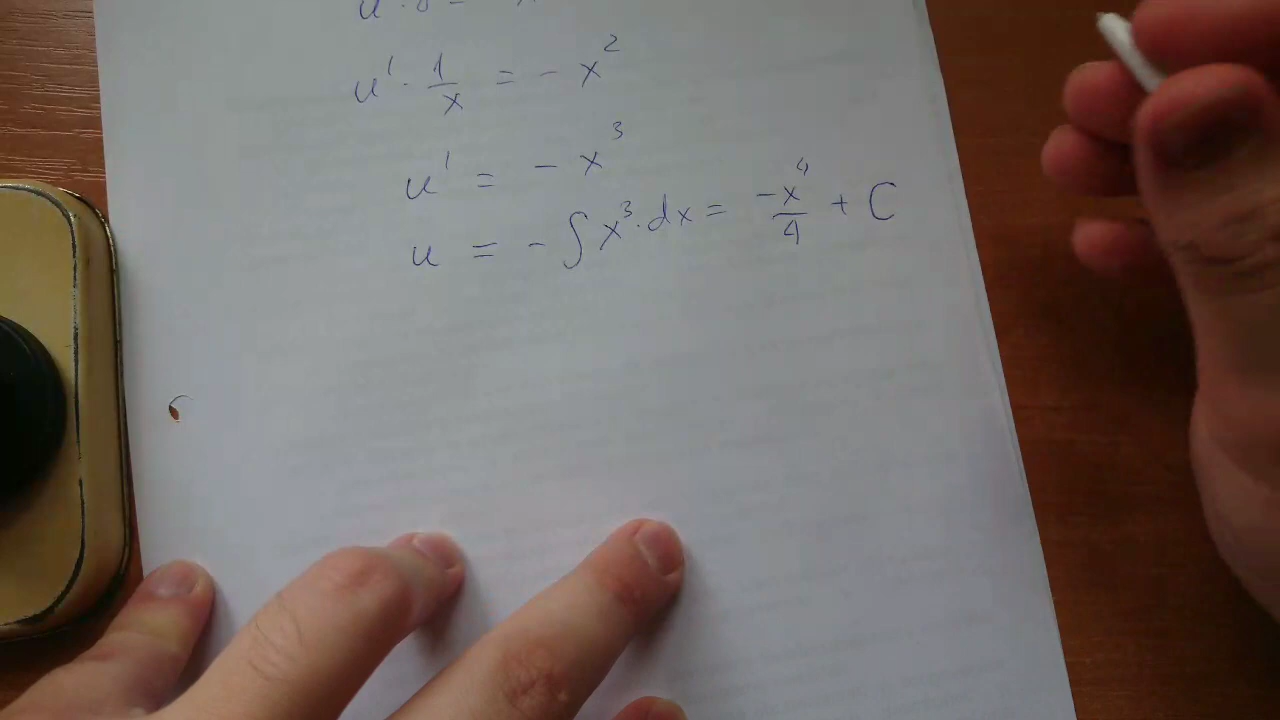 u' · 1/x = - x²
u' = - x³
u = - ∫ x³ · dx = -x⁴/4 + C